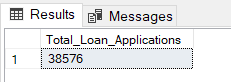 Results Messages
Total_Loan_Applications
1 38576